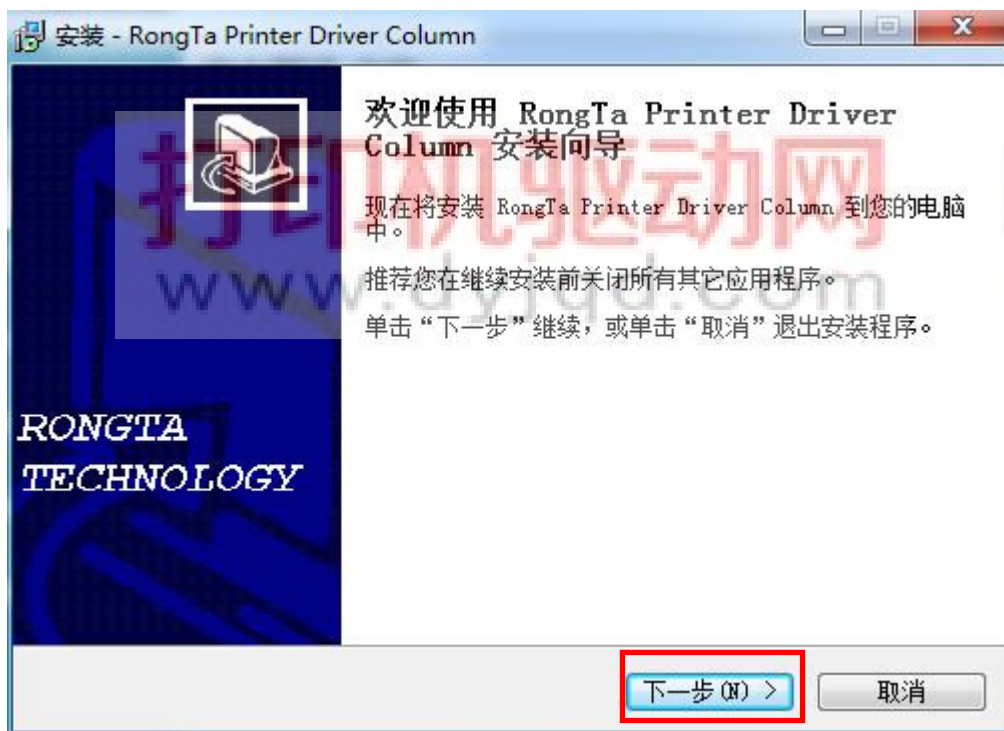 安装 - RongTa Printer Driver Column
欢迎使用 RongTa Printer Driver
Column 安装向导
现在将安装 RongTa Printer Driver Column 到您的电脑
中。
推荐您在继续安装前关闭所有其它应用程序。
单击“下一步”继续，或单击“取消”退出安装程序。
打印机驱动网
www.dyjqd.com
RONGTA
TECHNOLOGY
下一步(N) >
取消